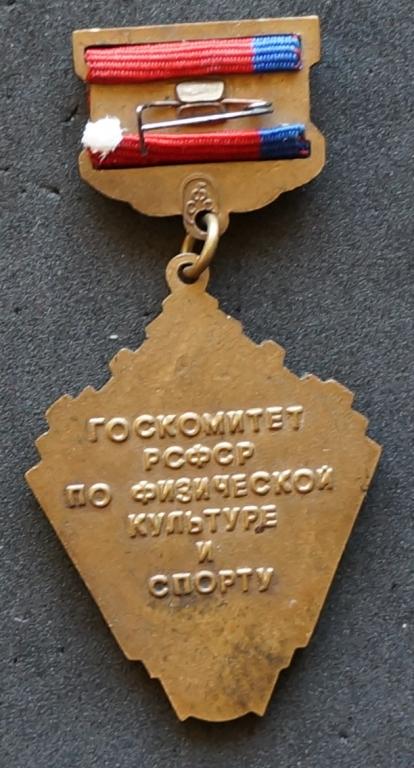 ГОСКОМИТЕТ
РСФСР
ПО ФИЗИЧЕСКОЙ
КУЛЬТУРЕ
И
СПОРТУ